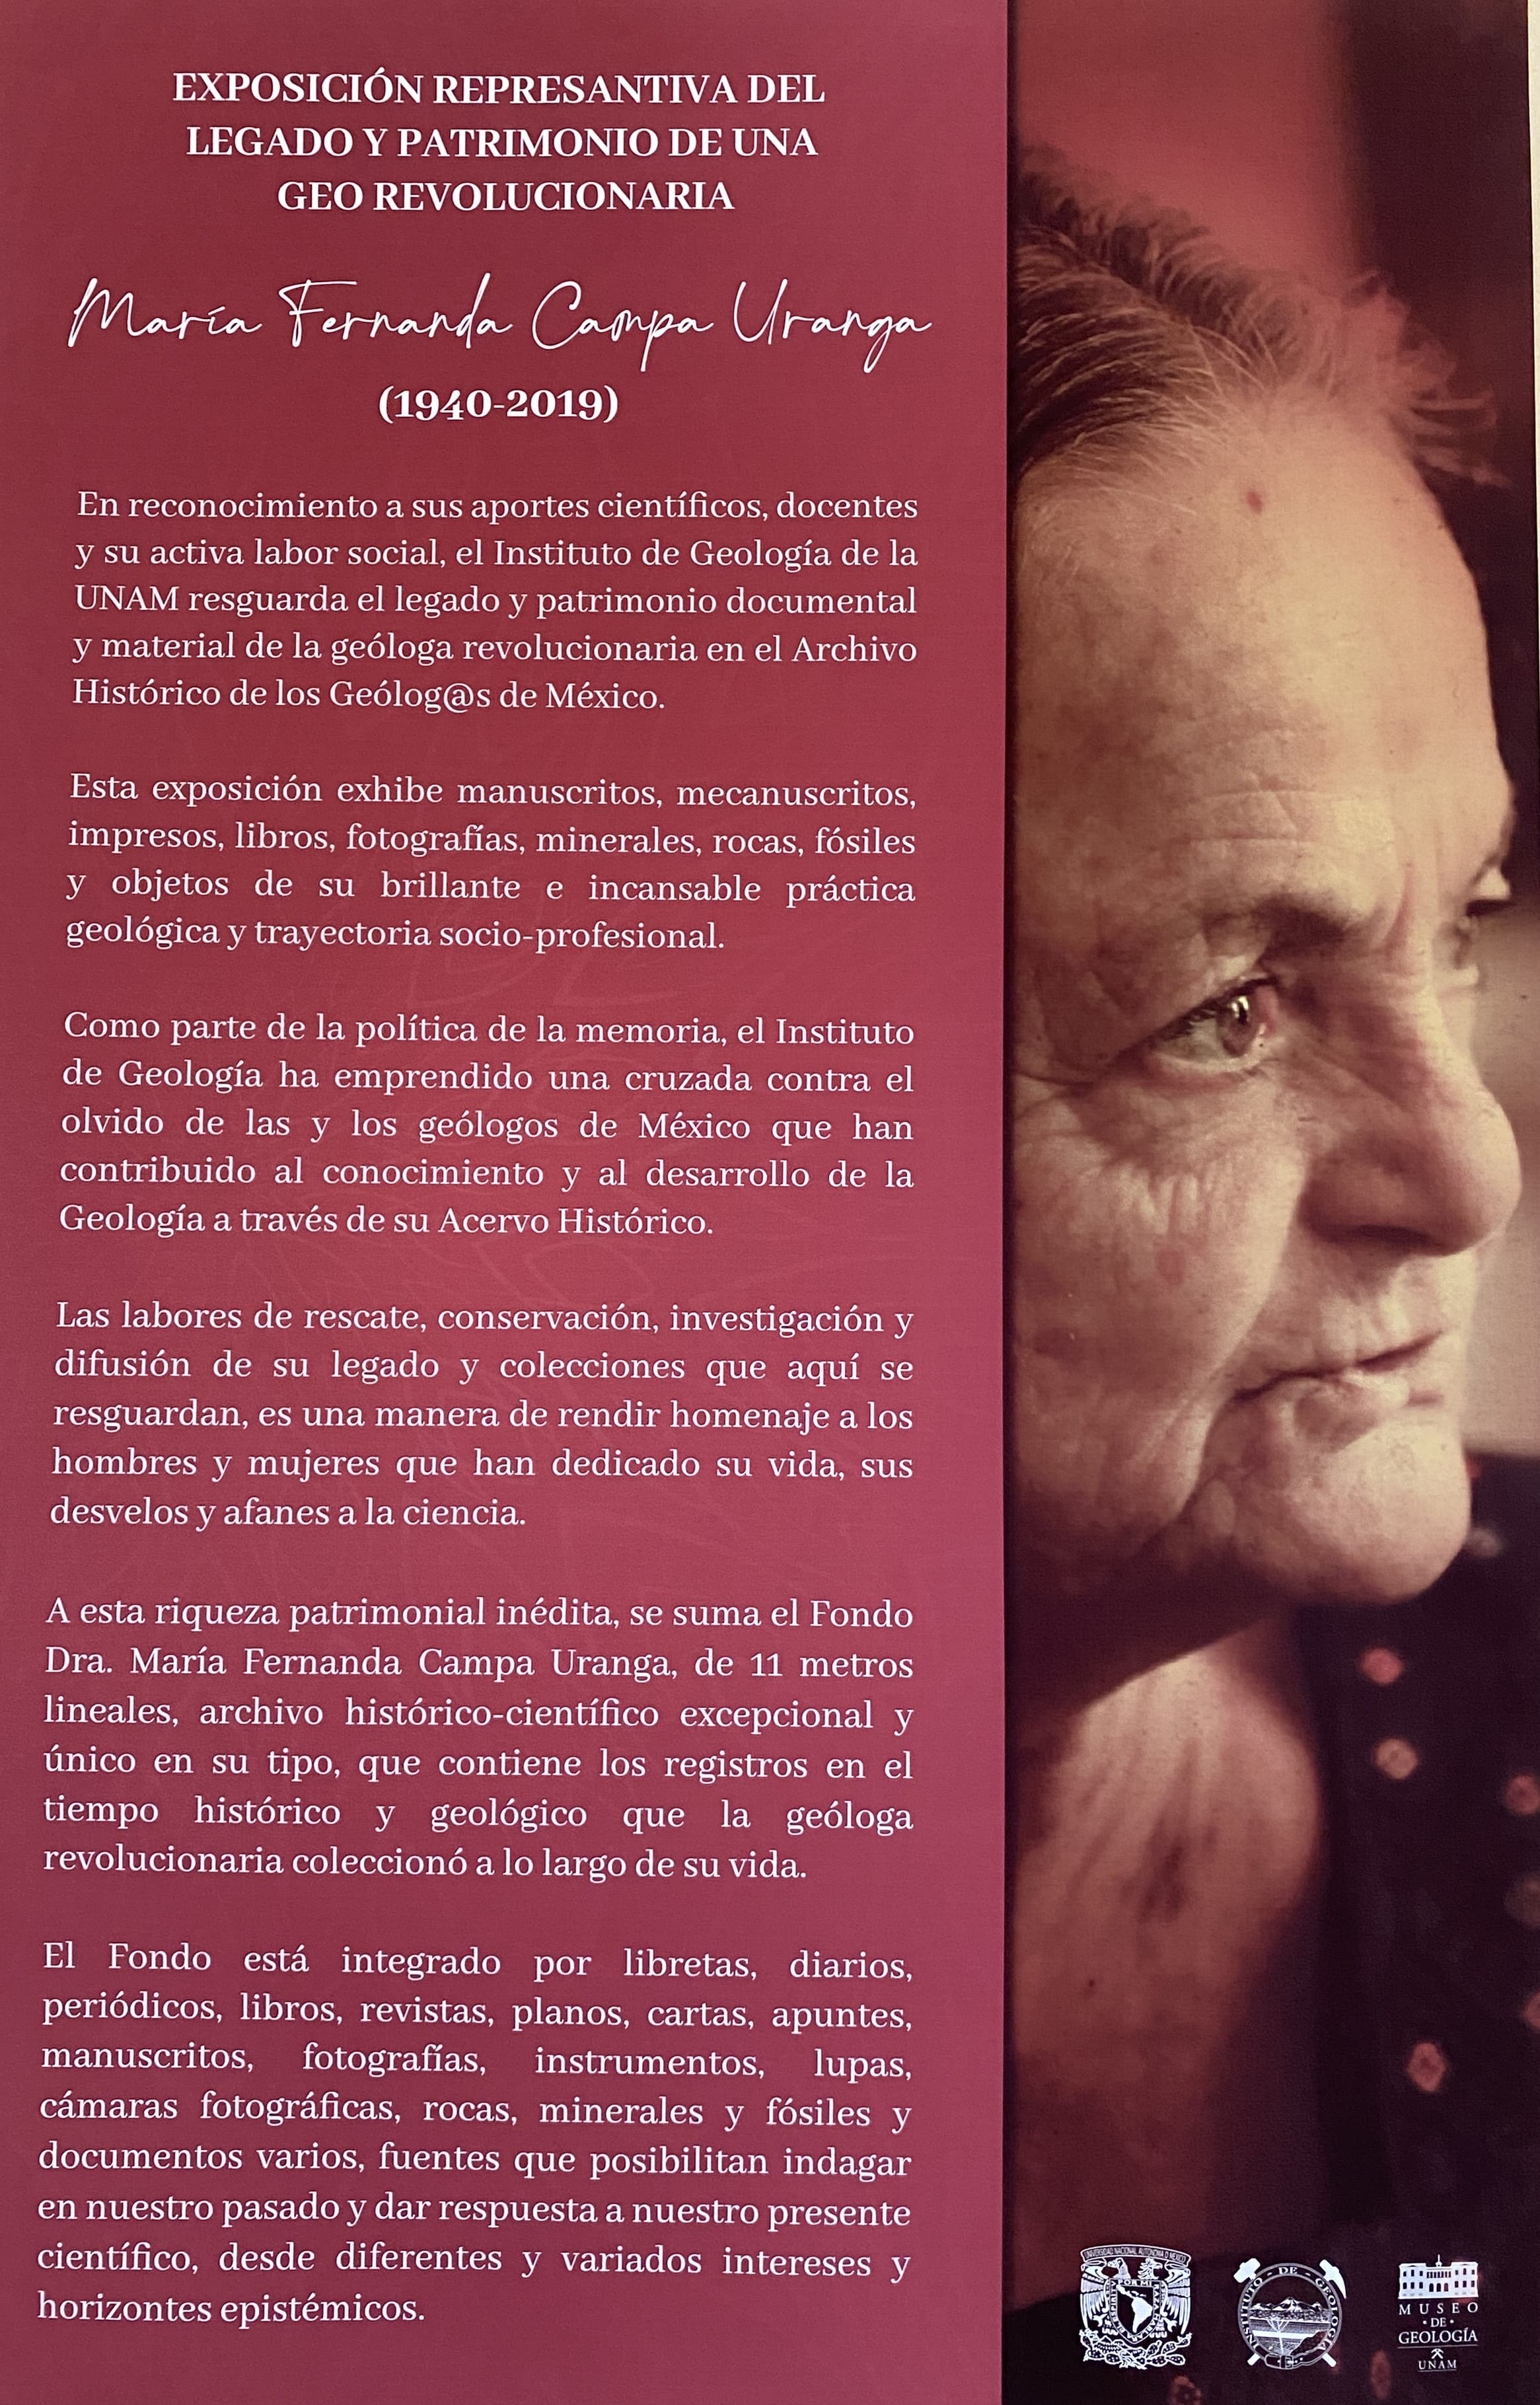 EXPOSICIÓN REPRESANTIVA DEL
LEGADO Y PATRIMONIO DE UNA
GEO REVOLUCIONARIA
María Fernanda Campa Uranga
(1940-2019)
En reconocimiento a sus aportes científicos, docentes
y su activa labor social, el Instituto de Geología de la
UNAM resguarda el legado y patrimonio documental
y material de la geóloga revolucionaria en el Archivo
Histórico de los Geólog@s de México.
Esta exposición exhibe manuscritos, mecanuscritos,
impresos, libros, fotografías, minerales, rocas, fósiles
y objetos de su brillante e incansable práctica
geológica y trayectoria socio-profesional.
Como parte de la política de la memoria, el Instituto
de Geología ha emprendido una cruzada contra el
olvido de las y los geólogos de México que han
contribuido al conocimiento y al desarrollo de la
Geología a través de su Acervo Histórico.
Las labores de rescate, conservación, investigación y
difusión de su legado y colecciones que aquí se
resguardan, es una manera de rendir homenaje a los
hombres y mujeres que han dedicado su vida, sus
desvelos y afanes a la ciencia.
A esta riqueza patrimonial inédita, se suma el Fondo
Dra. María Fernanda Campa Uranga, de 11 metros
lineales, archivo histórico-científico excepcional y
único en su tipo, que contiene los registros en el
tiempo histórico y geológico que la geóloga
revolucionaria coleccionó a lo largo de su vida.
El Fondo está integrado por libretas, diarios,
periódicos, libros, revistas, planos, cartas, apuntes,
manuscritos, fotografías, instrumentos, lupas,
cámaras fotográficas, rocas, minerales y fósiles y
documentos varios, fuentes que posibilitan indagar
en nuestro pasado y dar respuesta a nuestro presente
científico, desde diferentes y variados intereses y
horizontes epistémicos.
INSTITUTO - DE - GEOLOGIA
MUSEO
· DE ·
GEOLOGÍA
UNAM